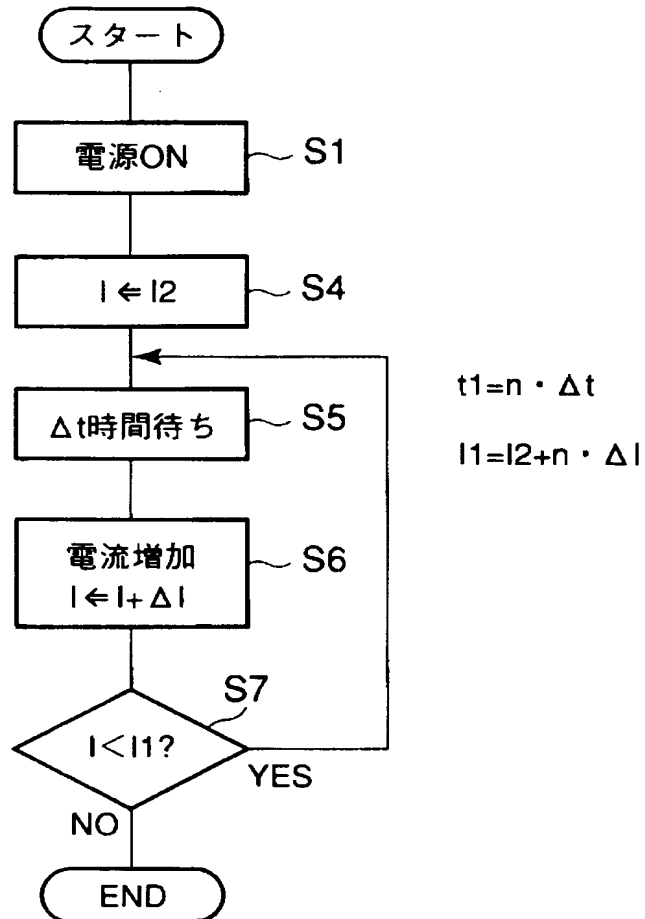 スタート
電源ON
S1
I⇐I2
S4
Δt時間待ち
S5
t1=n・Δt
I1=I2+n・ΔI
電流増加
I⇐I+ΔI
S6
S7
I<I1?
YES
NO
END